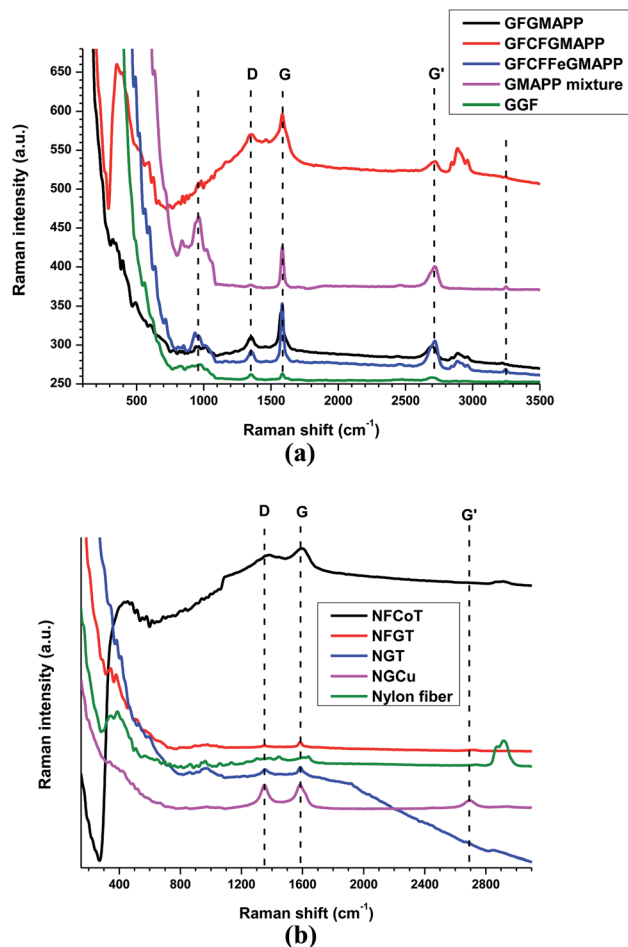 GFGMAPP
GFCFGMAPP
GFCFFeGMAPP
GMAPP mixture
GGF
D
G
G'
Raman intensity (a.u.)
650
600
550
500
450
400
350
300
250
500
1000
1500
2000
2500
3000
3500
Raman shift (cm⁻¹)
(a)
D
G
G'
Raman intensity (a.u.)
NFCoT
NFGT
NGT
NGCu
Nylon fiber
400
800
1200
1600
2000
2400
2800
Raman shift (cm⁻¹)
(b)